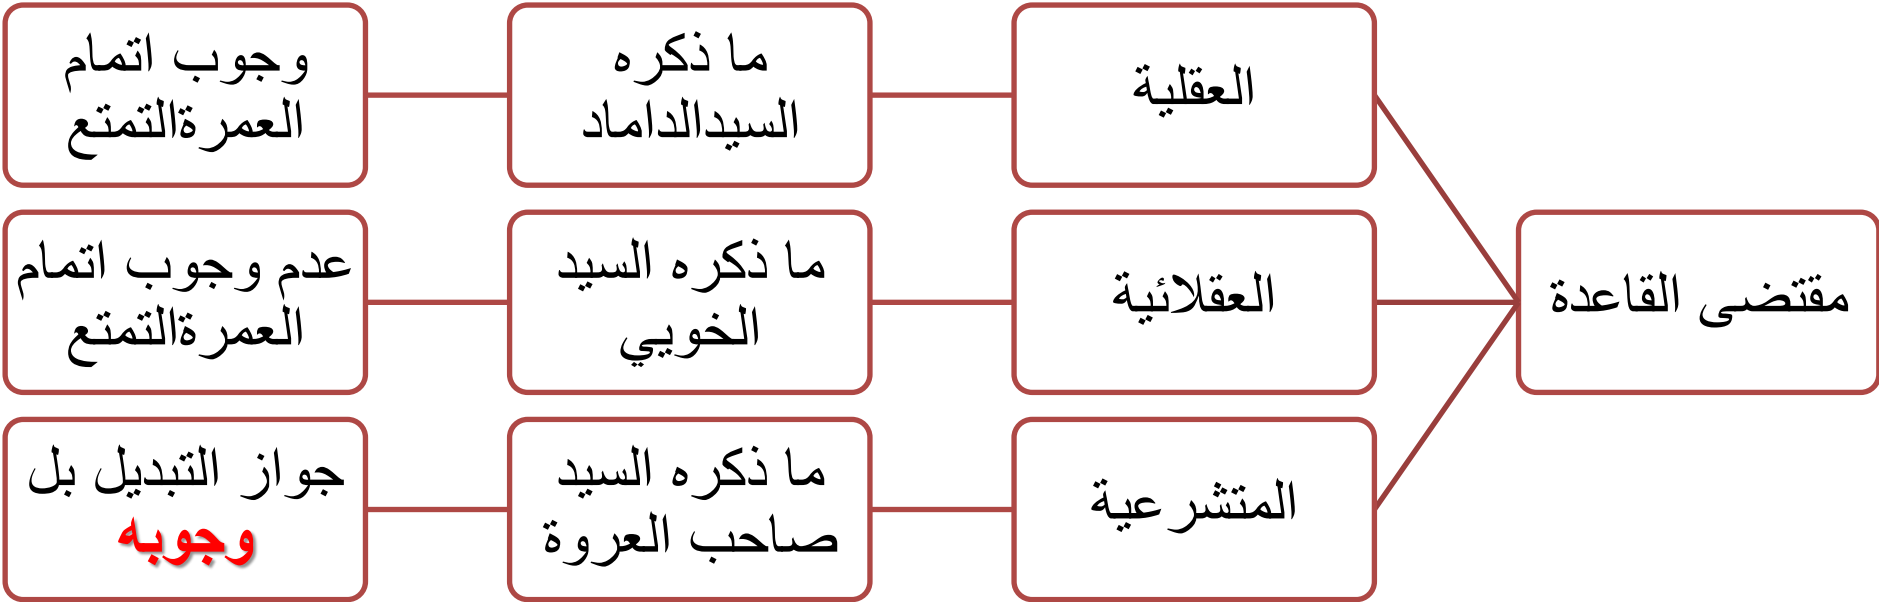 مقتضى القاعدة
العقلية
ما ذكره
السيدالداماد
وجوب اتمام
العمرةالتمتع
العقلائية
ما ذكره السيد
الخويي
عدم وجوب اتمام
العمرةالتمتع
المتشرعية
ما ذكره السيد
صاحب العروة
جواز التبديل بل
وجوبه